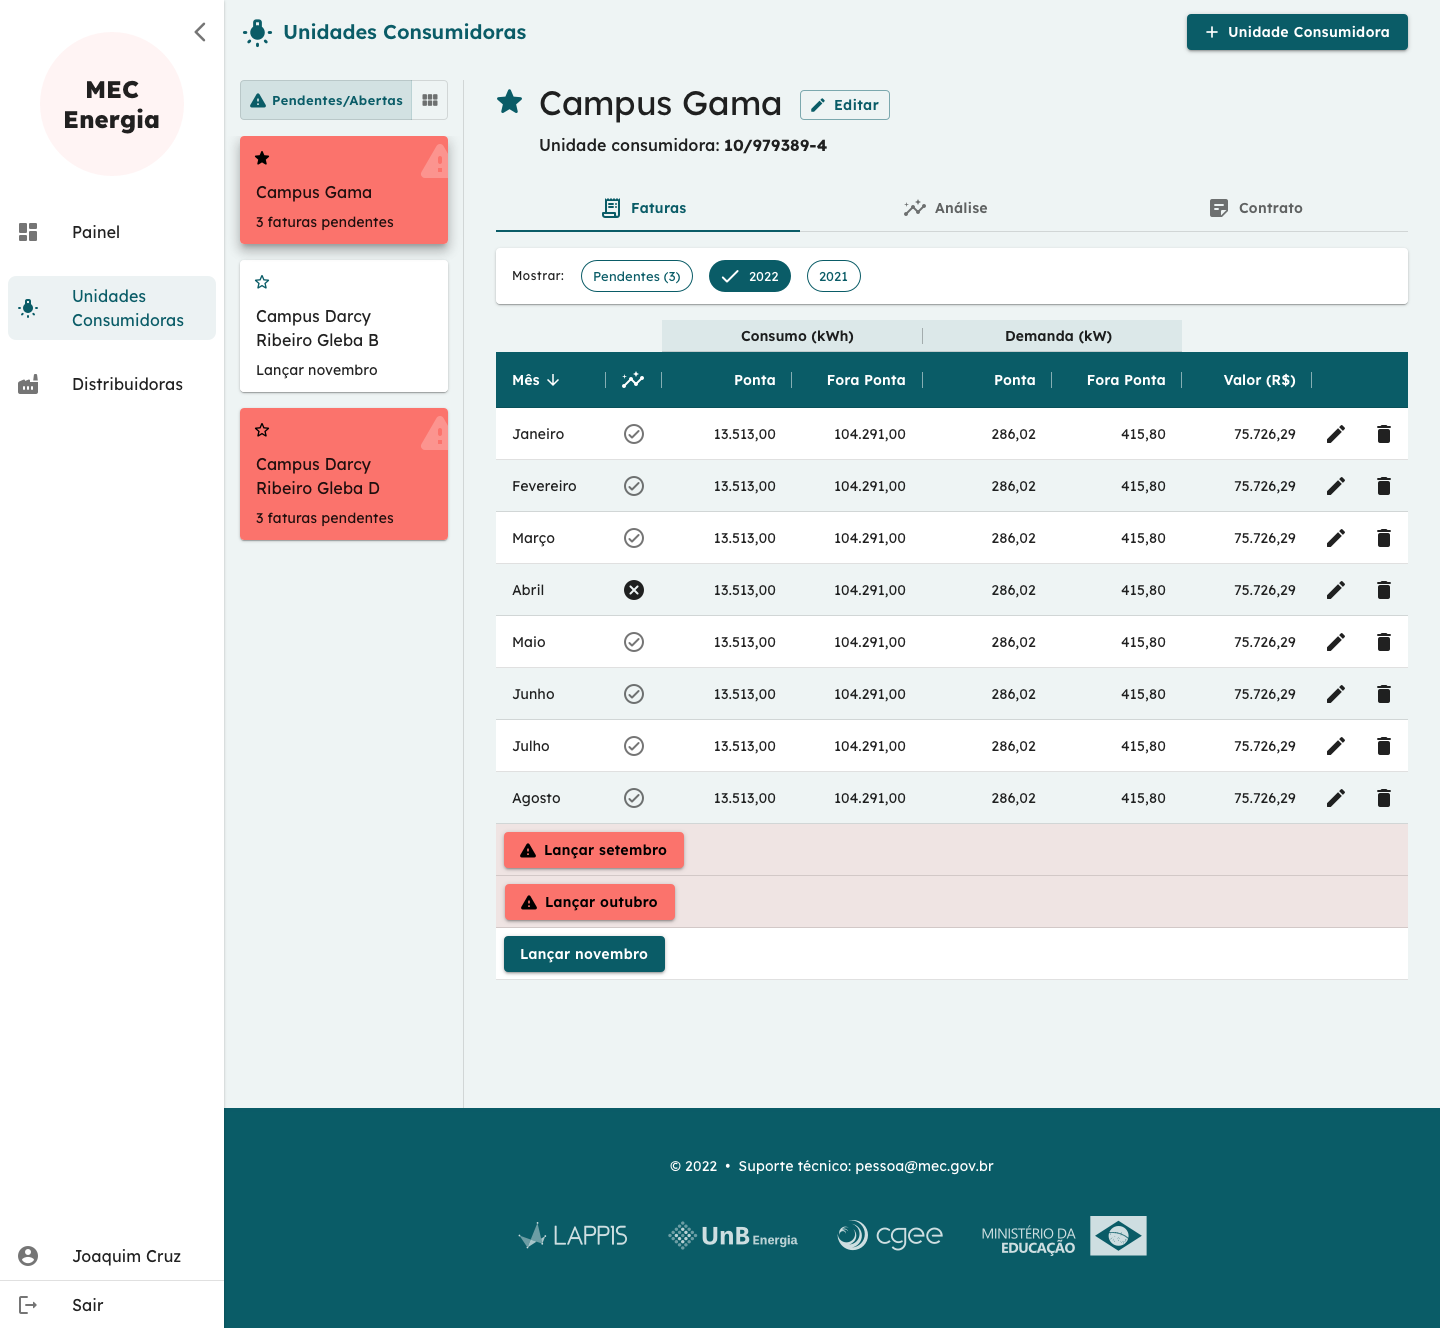 MEC
Energia
Painel
Unidades
Consumidoras
Distribuidoras
Joaquim Cruz
Sair
Unidades Consumidoras
Unidade Consumidora
Pendentes/Abertas
Campus Gama
3 faturas pendentes
Campus Darcy
Ribeiro Gleba B
Lançar novembro
Campus Darcy
Ribeiro Gleba D
3 faturas pendentes
Campus Gama
Editar
Unidade consumidora: 10/979389-4
Faturas Análise Contrato
Mostrar: Pendentes (3) 2022 2021
Consumo (kWh) Demanda (kW)
Mês Ponta Fora Ponta Ponta Fora Ponta Valor (R$)
Janeiro 13.513,00 104.291,00 286,02 415,80 75.726,29
Fevereiro 13.513,00 104.291,00 286,02 415,80 75.726,29
Março 13.513,00 104.291,00 286,02 415,80 75.726,29
Abril 13.513,00 104.291,00 286,02 415,80 75.726,29
Maio 13.513,00 104.291,00 286,02 415,80 75.726,29
Junho 13.513,00 104.291,00 286,02 415,80 75.726,29
Julho 13.513,00 104.291,00 286,02 415,80 75.726,29
Agosto 13.513,00 104.291,00 286,02 415,80 75.726,29
Lançar setembro
Lançar outubro
Lançar novembro
© 2022 • Suporte técnico: pessoa@mec.gov.br
LAPPIS
UnB Energia
cgee
MINISTÉRIO DA
EDUCAÇÃO